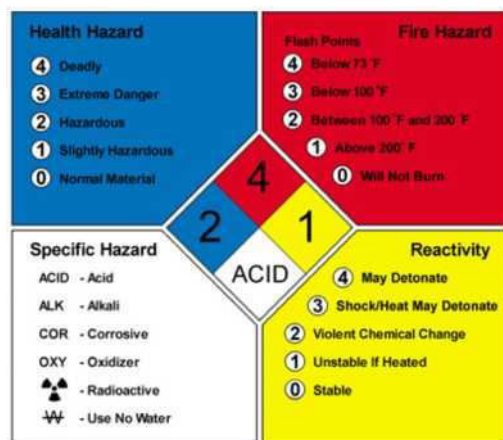 Health Hazard
4 Deadly
3 Extreme Danger
2 Hazardous
1 Slightly Hazardous
0 Normal Material
Fire Hazard
Flash Points
4 Below 73°F
3 Below 100°F
2 Between 100°F and 200°F
1 Above 200°F
0 Will Not Burn
4
2
1
ACID
Specific Hazard
ACID - Acid
ALK - Alkali
COR - Corrosive
OXY - Oxidizer
- Radioactive
W - Use No Water
Reactivity
4 May Detonate
3 Shock/Heat May Detonate
2 Violent Chemical Change
1 Unstable If Heated
0 Stable